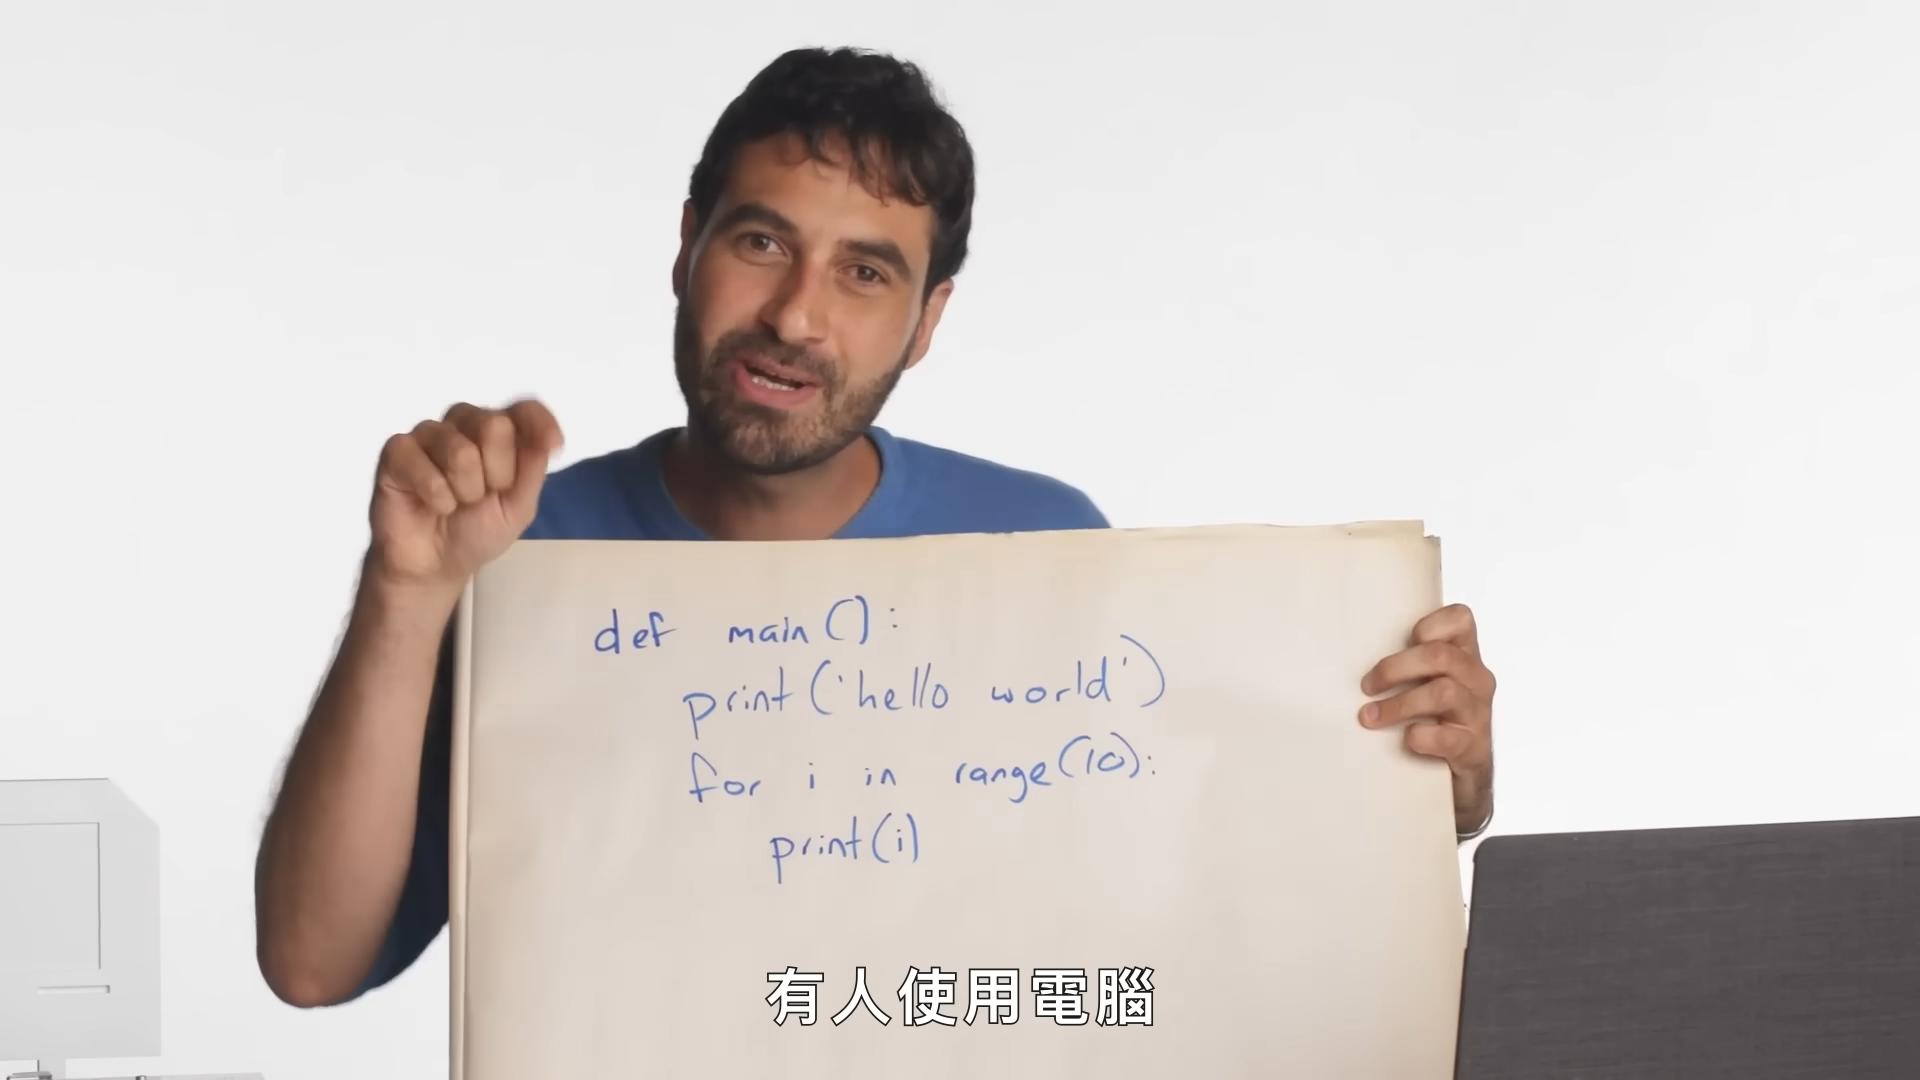 def main():
print('hello world')
for i in range(10):
print(i)
有人使用電腦